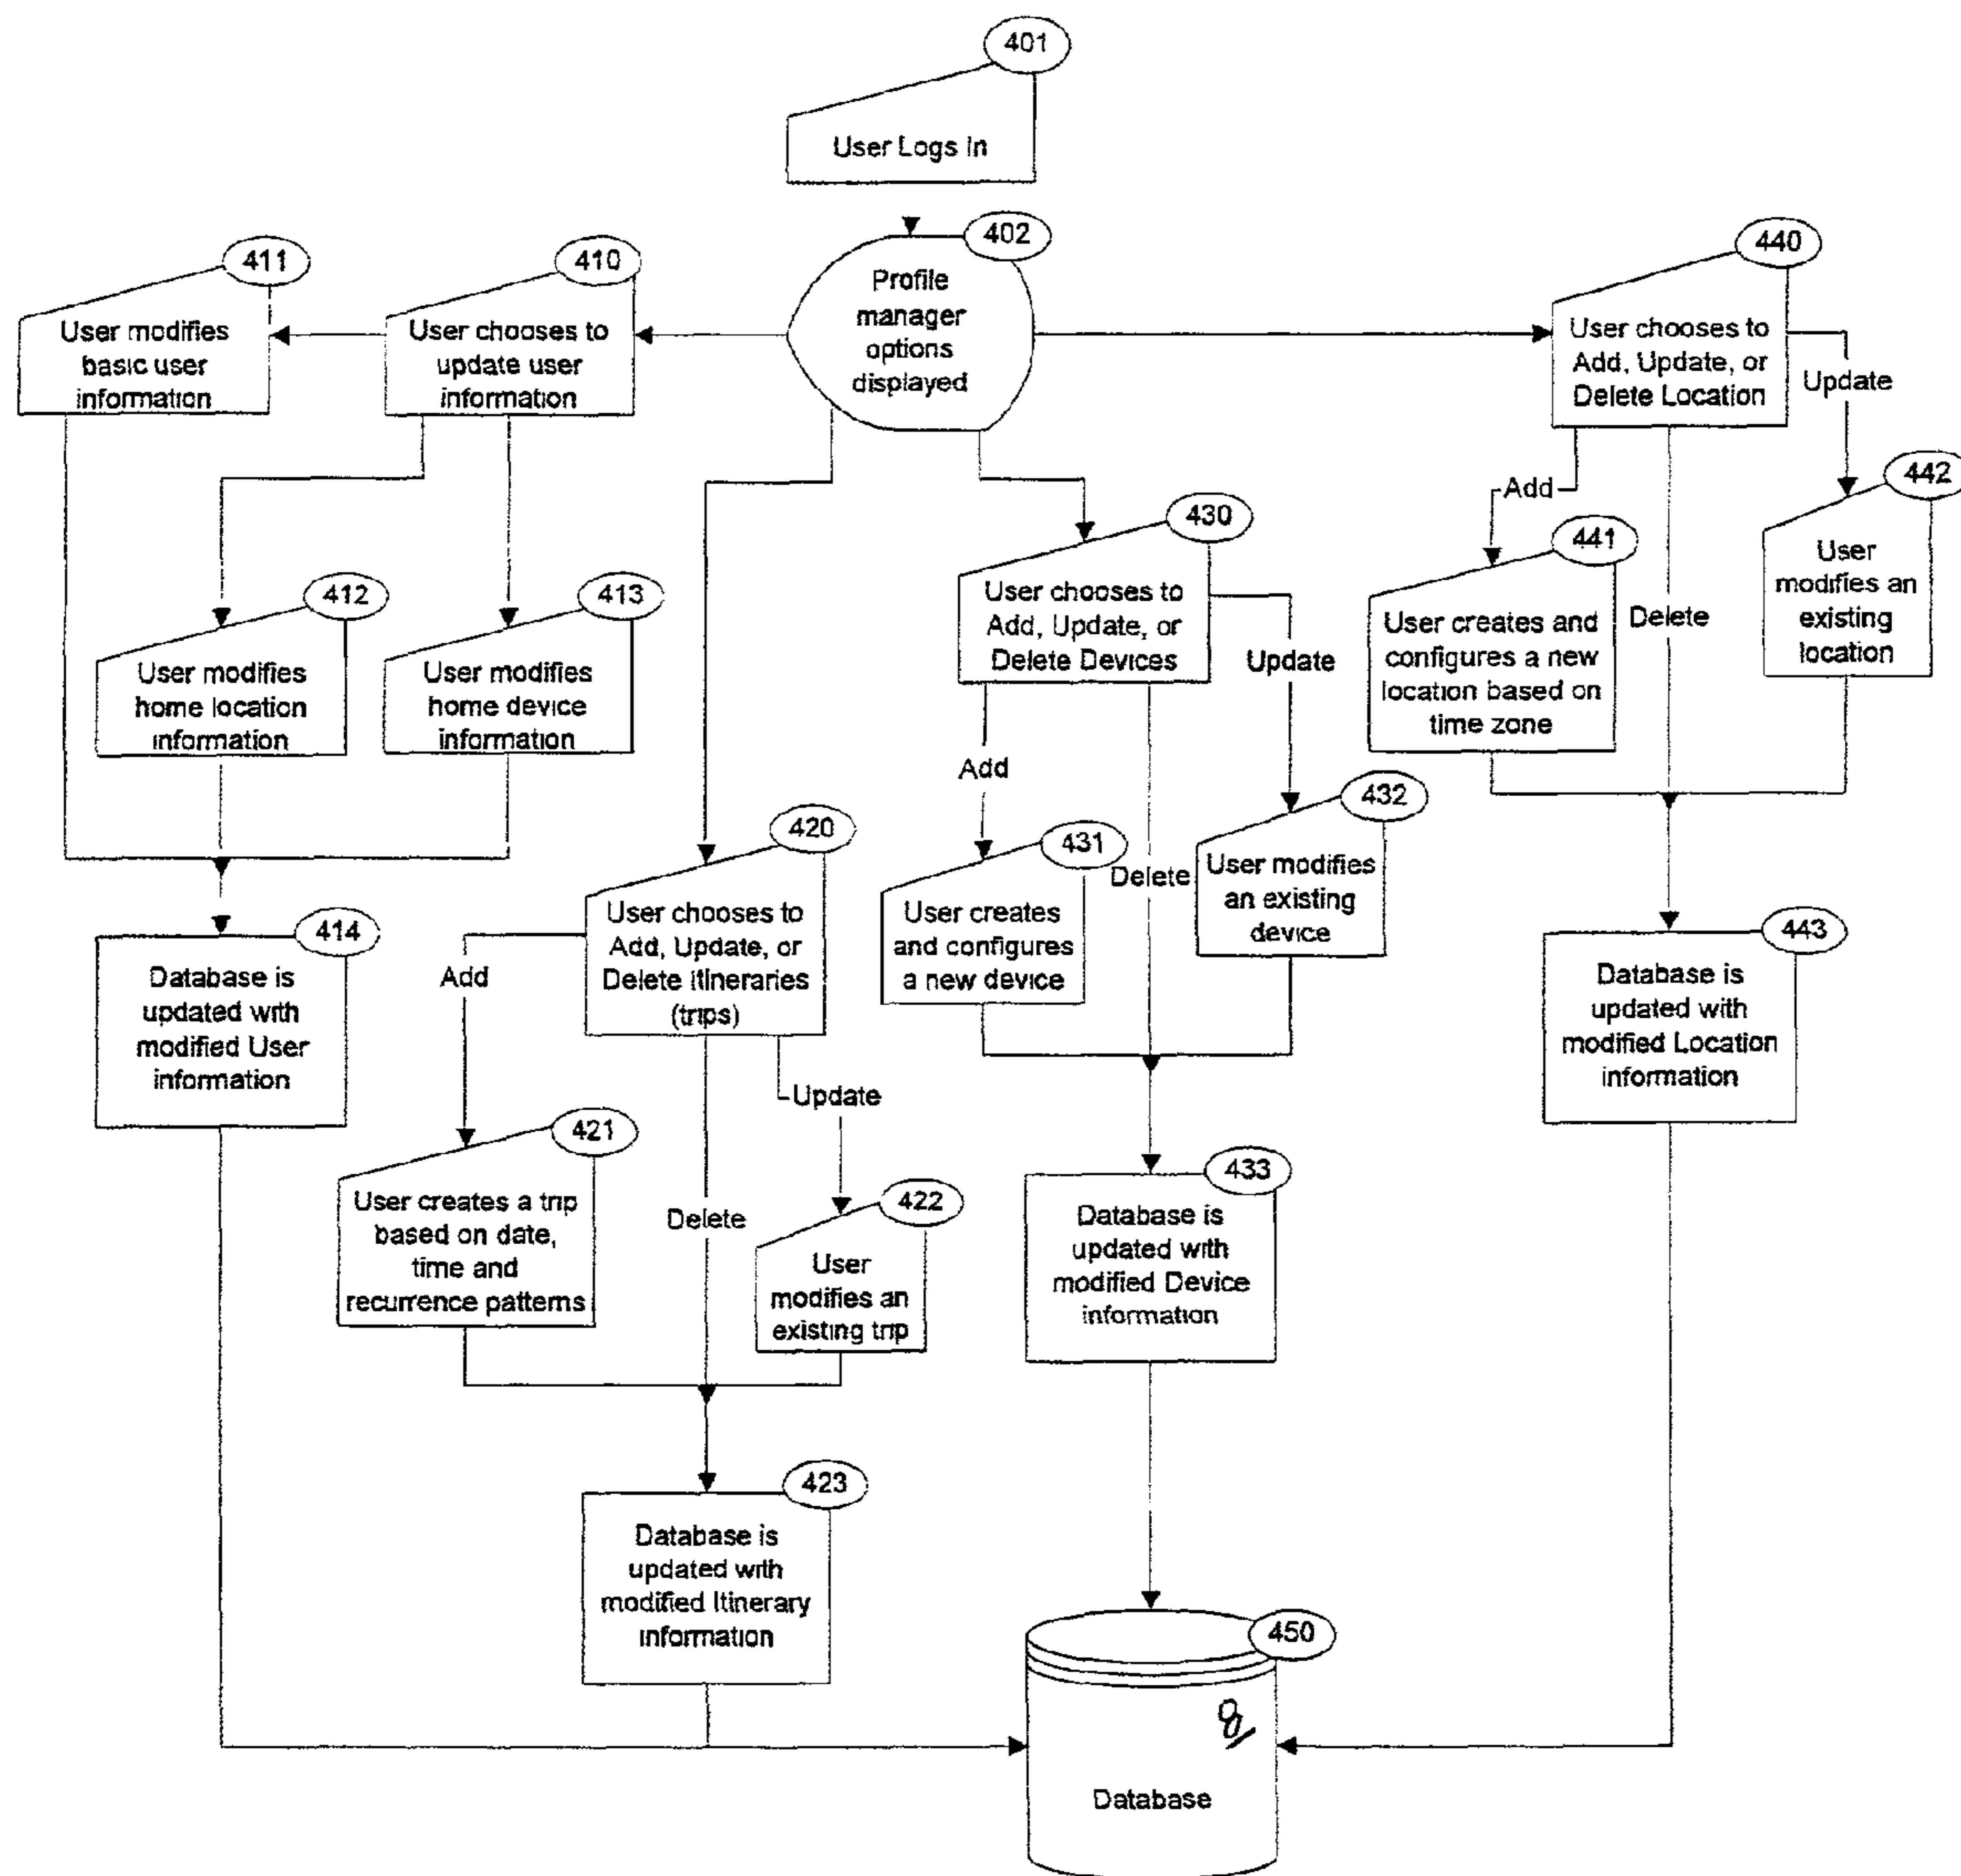 401
User Logs In
402
Profile
manager
options
displayed
411
User modifies
basic user
information
410
User chooses to
update user
information
440
User chooses to
Add, Update, or
Delete Location
Update
Add
Delete
442
User
modifies an
existing
location
441
User creates and
configures a new
location based on
time zone
412
User modifies
home location
information
413
User modifies
home device
information
430
User chooses to
Add, Update, or
Delete Devices
Update
Add
Delete
432
User modifies
an existing
device
431
User creates
and configures
a new device
420
User chooses to
Add, Update, or
Delete Itineraries
(trips)
Add
Update
Delete
414
Database is
updated with
modified User
information
443
Database is
updated with
modified Location
information
421
User creates a trip
based on date,
time and
recurrence patterns
422
User
modifies an
existing trip
433
Database is
updated with
modified Device
information
423
Database is
updated with
modified Itinerary
information
450
Database